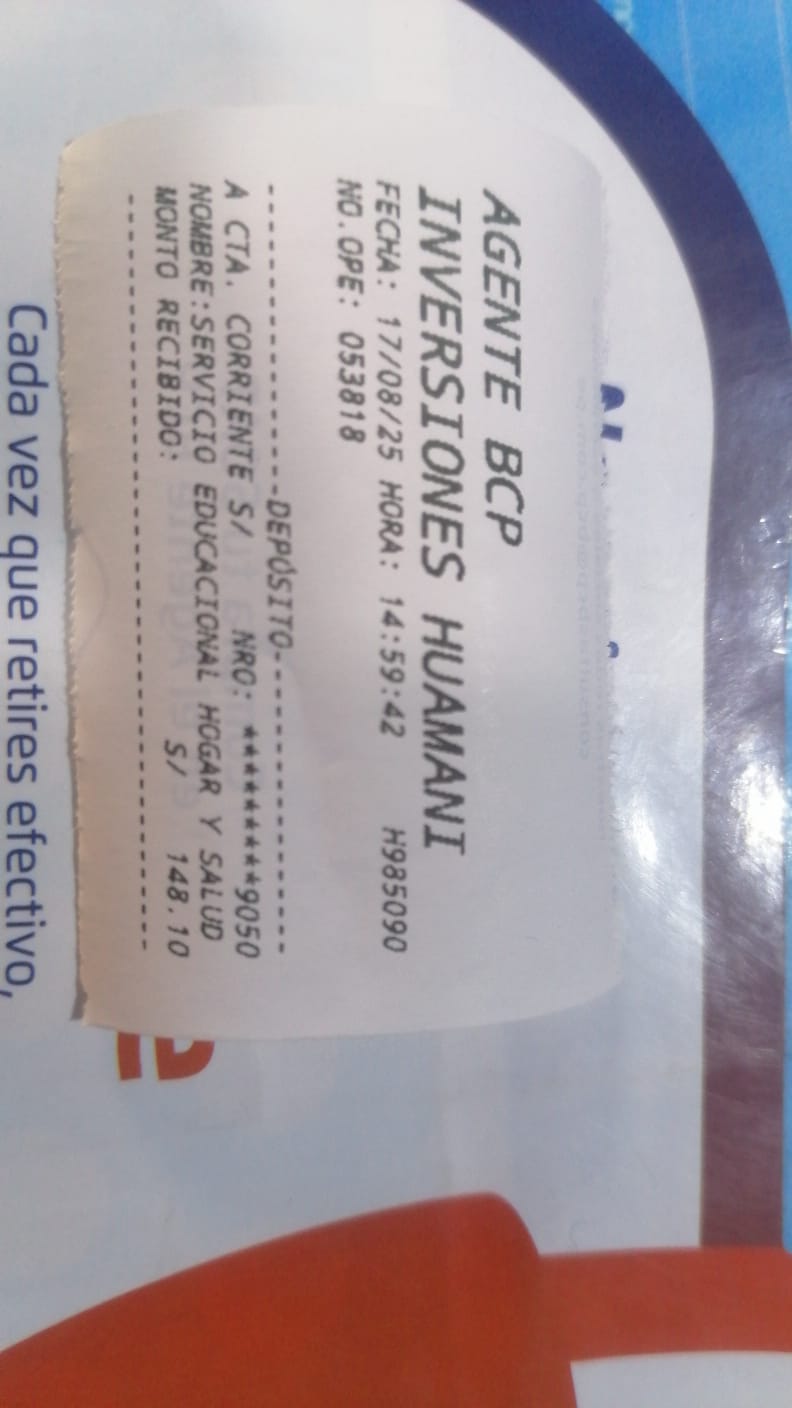 AGENTE BCP
INVERSIONES HUAMANI
FECHA: 17/08/25 HORA: 14:59:42 H985090
NO.OPE: 053818
-------------DEPÓSITO-------------------
A CTA. CORRIENTE S/ NRO: *********9050
NOMBRE:SERVICIO EDUCACIONAL HOGAR Y SALUD
MONTO RECIBIDO: S/ 148.10
----------------------------------------
Cada vez que retires efectivo,